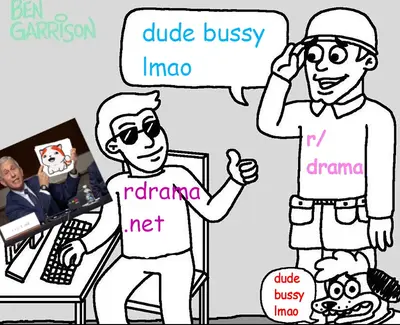 BEN
GARRISON
dude bussy
lmao
r/
drama
rdrama
.net
dude
bussy
lmao